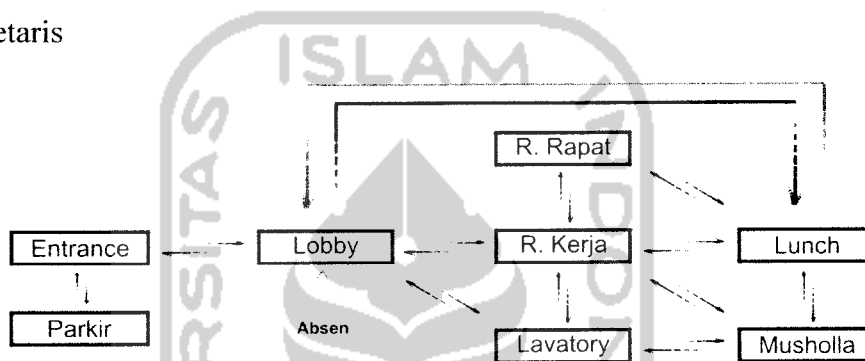 etaris
ISLAM
R. Rapat
Entrance
Lobby
R. Kerja
Lunch
Parkir
Absen
Lavatory
Musholla